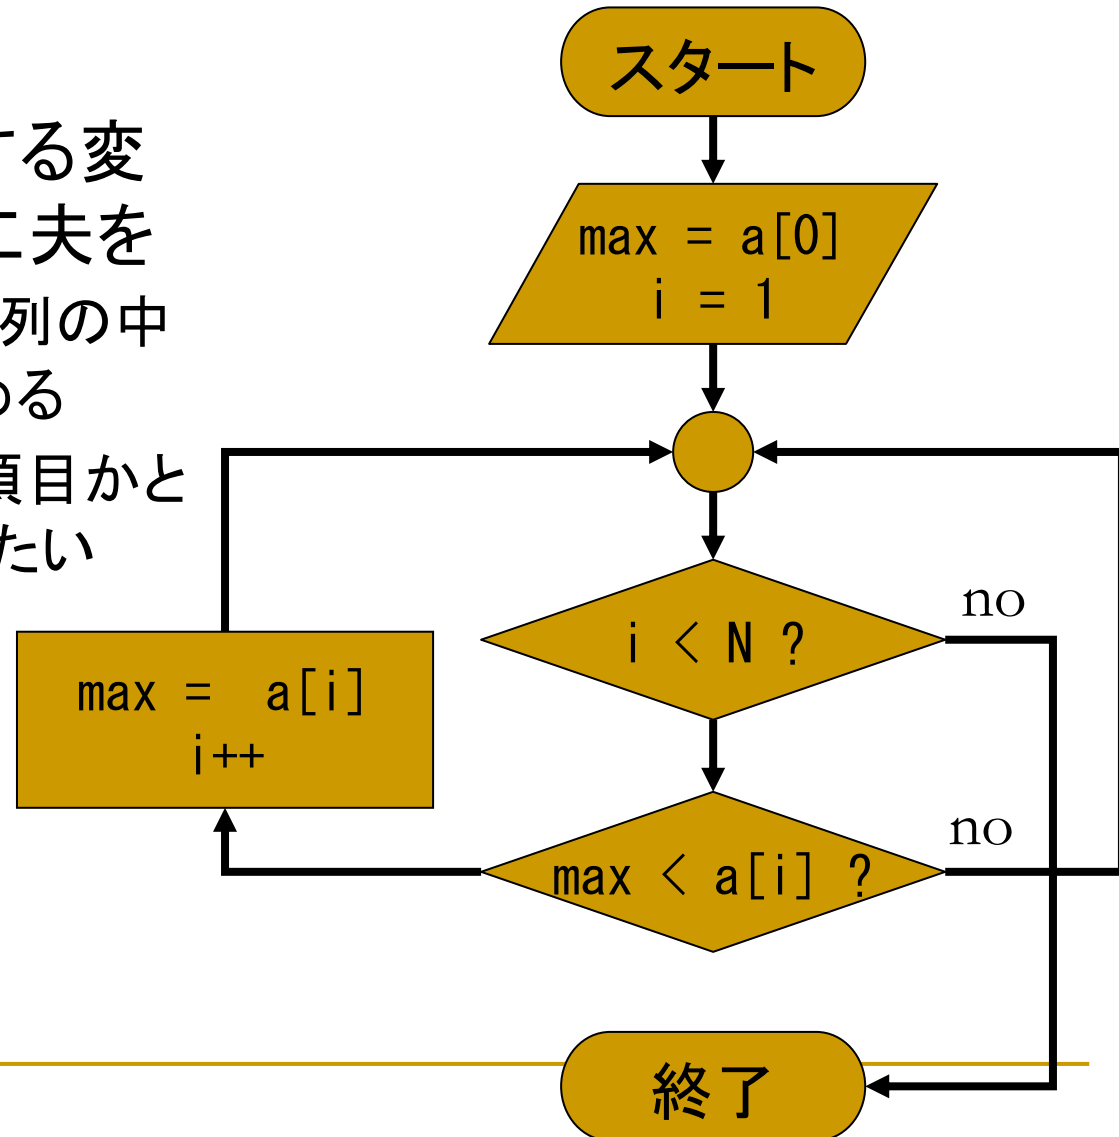 スタート
する変
工夫を
列の中
める
項目かと
たい
max = a[0]
i = 1
i < N ?
no
max = a[i]
i++
max < a[i] ?
no
終了